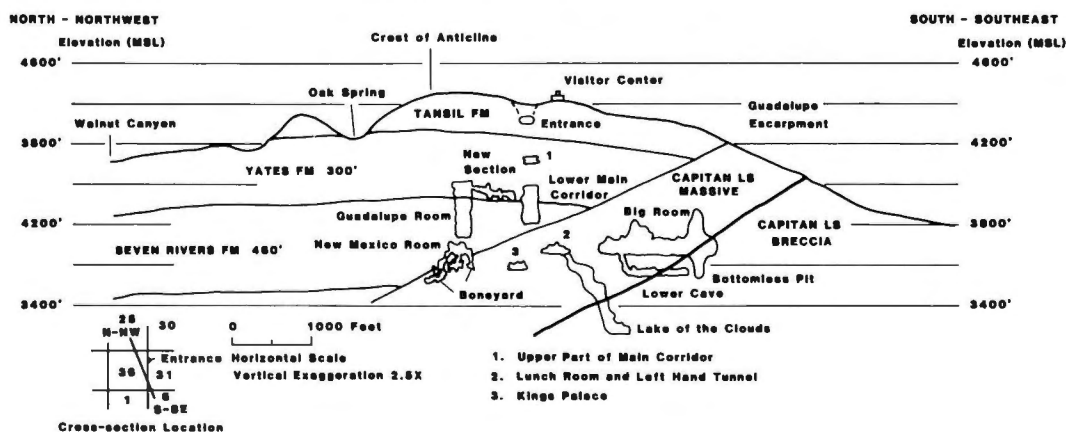 NORTH - NORTHWEST
SOUTH - SOUTHEAST
Elevation (MSL)
Crest of Anticline
Elevation (MSL)
4600'
4600'
Visitor Center
Oak Spring
TANSIL FM
Guadalupe
Escarpment
Walnut Canyon
Entrance
3800'
4200'
YATES FM 300'
New
Section
1
CAPITAN LS
MASSIVE
Lower Main
Corridor
Guadalupe Room
Big Room
CAPITAN LS
BRECCIA
4200'
3800'
SEVEN RIVERS FM 460'
New Mexico Room
2
3
Boneyard
Bottomless Pit
Lower Cave
3400'
3400'
Lake of the Clouds
25
N-NW
30
0 1000 Feet
Entrance
Horizontal Scale
Vertical Exaggeration 2.5X
36
31
1
6
S-SE
Cross-section Location
1. Upper Part of Main Corridor
2. Lunch Room and Left Hand Tunnel
3. Kings Palace